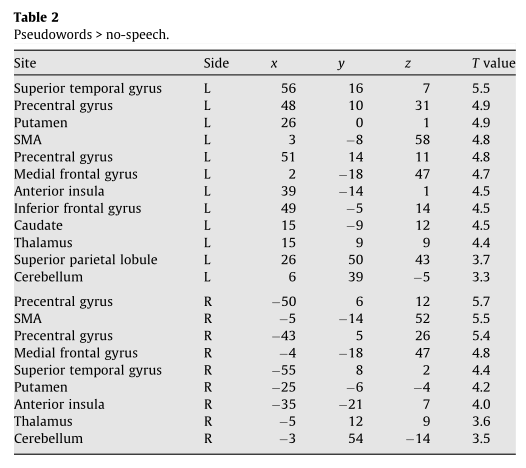 Table 2
Pseudowords > no-speech.
Site Side x y z T value
Superior temporal gyrus L 56 16 7 5.5
Precentral gyrus L 48 10 31 4.9
Putamen L 26 0 1 4.9
SMA L 3 −8 58 4.8
Precentral gyrus L 51 14 11 4.8
Medial frontal gyrus L 2 −18 47 4.7
Anterior insula L 39 −14 1 4.5
Inferior frontal gyrus L 49 −5 14 4.5
Caudate L 15 −9 12 4.5
Thalamus L 15 9 9 4.4
Superior parietal lobule L 26 50 43 3.7
Cerebellum L 6 39 −5 3.3
Precentral gyrus R −50 6 12 5.7
SMA R −5 −14 52 5.5
Precentral gyrus R −43 5 26 5.4
Medial frontal gyrus R −4 −18 47 4.8
Superior temporal gyrus R −55 8 2 4.4
Putamen R −25 −6 −4 4.2
Anterior insula R −35 −21 7 4.0
Thalamus R −5 12 9 3.6
Cerebellum R −3 54 −14 3.5